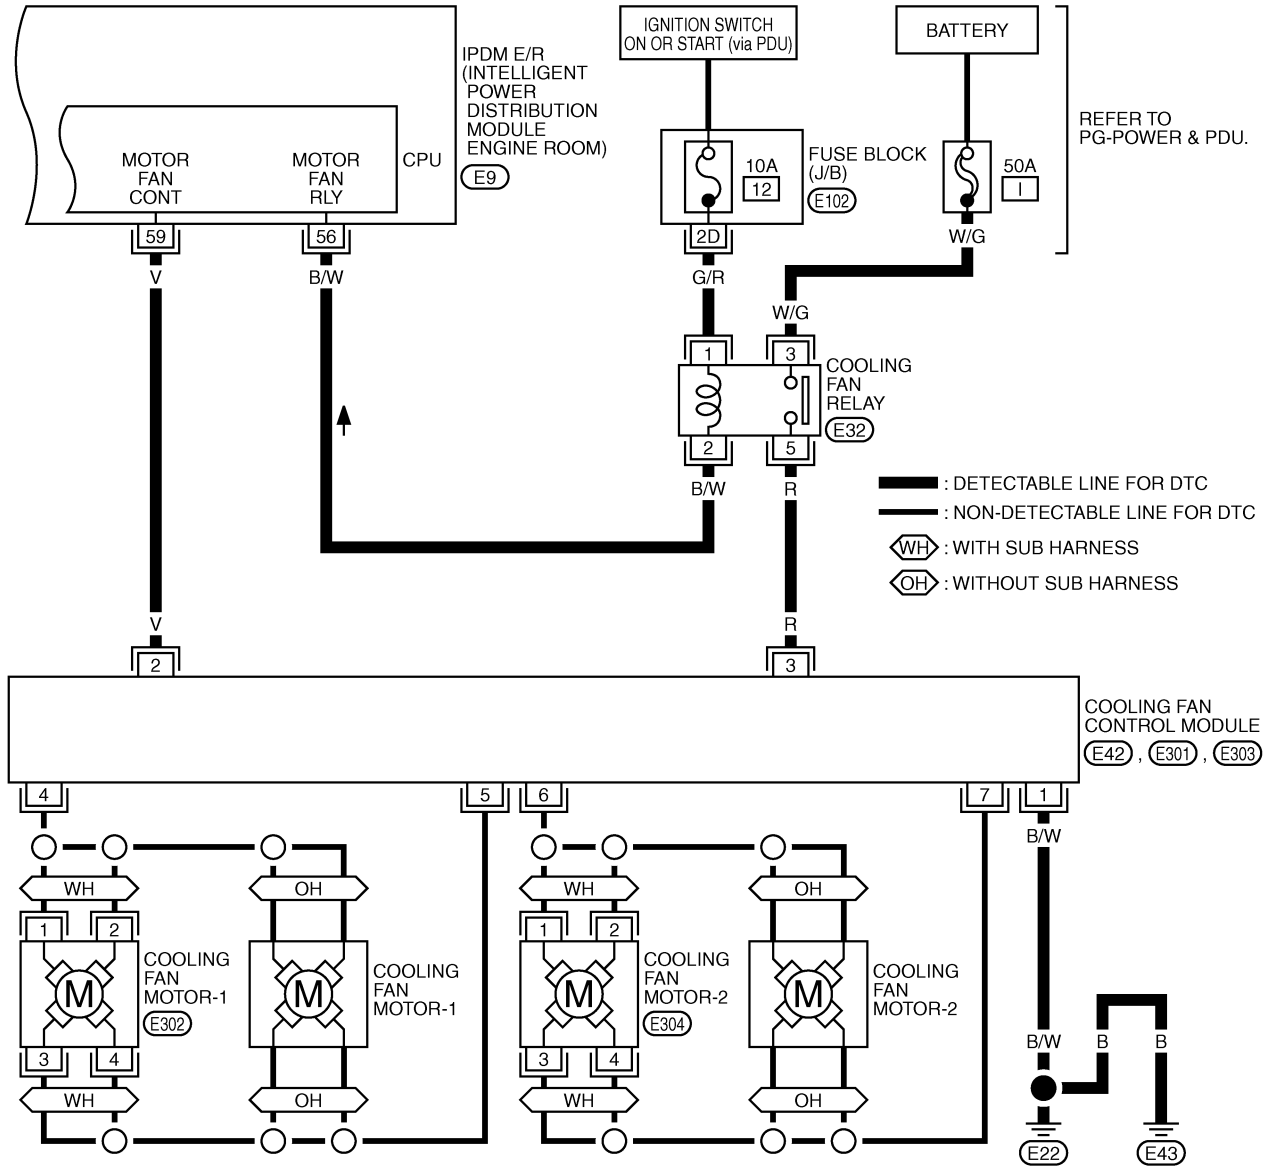 IPDM E/R
(INTELLIGENT
POWER
DISTRIBUTION
MODULE
ENGINE ROOM)
E9
MOTOR
FAN
CONT
MOTOR
FAN
RLY
CPU
59
56
V
B/W
IGNITION SWITCH
ON OR START (via PDU)
BATTERY
REFER TO
PG-POWER & PDU.
10A
12
FUSE BLOCK
(J/B)
E102
50A
I
2D
W/G
G/R
W/G
1
3
COOLING
FAN
RELAY
E32
2
5
B/W
R
: DETECTABLE LINE FOR DTC
: NON-DETECTABLE LINE FOR DTC
WH : WITH SUB HARNESS
OH : WITHOUT SUB HARNESS
V
R
2
3
COOLING FAN
CONTROL MODULE
E42 , E301 , E303
4
5
6
7
1
B/W
WH
OH
WH
OH
1
2
1
2
COOLING
FAN
MOTOR-1
E302
M
COOLING
FAN
MOTOR-1
M
COOLING
FAN
MOTOR-2
E304
M
COOLING
FAN
MOTOR-2
M
3
4
3
4
B/W
B
B
WH
OH
WH
OH
E22
E43